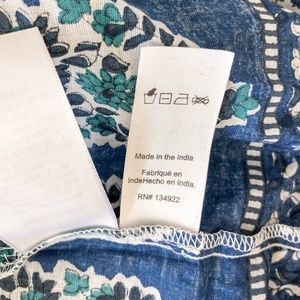 Made in the India
Fabriqué en
IndeHecho en India.
RN# 134922